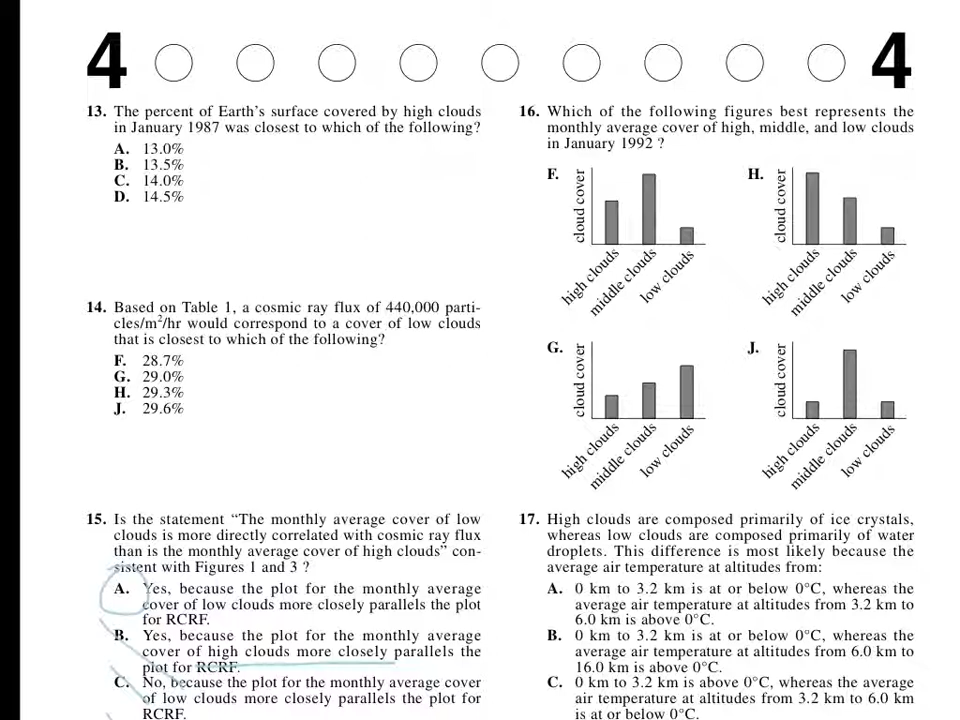 4 4
13. The percent of Earth's surface covered by high clouds
in January 1987 was closest to which of the following?
A. 13.0%
B. 13.5%
C. 14.0%
D. 14.5%
14. Based on Table 1, a cosmic ray flux of 440,000 parti-
cles/m²/hr would correspond to a cover of low clouds
that is closest to which of the following?
F. 28.7%
G. 29.0%
H. 29.3%
J. 29.6%
15. Is the statement “The monthly average cover of low
clouds is more directly correlated with cosmic ray flux
than is the monthly average cover of high clouds” con-
sistent with Figures 1 and 3 ?
A. Yes, because the plot for the monthly average
cover of low clouds more closely parallels the plot
for RCRF.
B. Yes, because the plot for the monthly average
cover of high clouds more closely parallels the
plot for RCRF.
C. No, because the plot for the monthly average cover
of low clouds more closely parallels the plot for
RCRF.
16. Which of the following figures best represents the
monthly average cover of high, middle, and low clouds
in January 1992 ?
F.
cloud cover
high clouds
middle clouds
low clouds
H.
cloud cover
high clouds
middle clouds
low clouds
G.
cloud cover
high clouds
middle clouds
low clouds
J.
cloud cover
high clouds
middle clouds
low clouds
17. High clouds are composed primarily of ice crystals,
whereas low clouds are composed primarily of water
droplets. This difference is most likely because the
average air temperature at altitudes from:
A. 0 km to 3.2 km is at or below 0°C, whereas the
average air temperature at altitudes from 3.2 km to
6.0 km is above 0°C.
B. 0 km to 3.2 km is at or below 0°C, whereas the
average air temperature at altitudes from 6.0 km to
16.0 km is above 0°C.
C. 0 km to 3.2 km is above 0°C, whereas the average
air temperature at altitudes from 3.2 km to 6.0 km
is at or below 0°C.